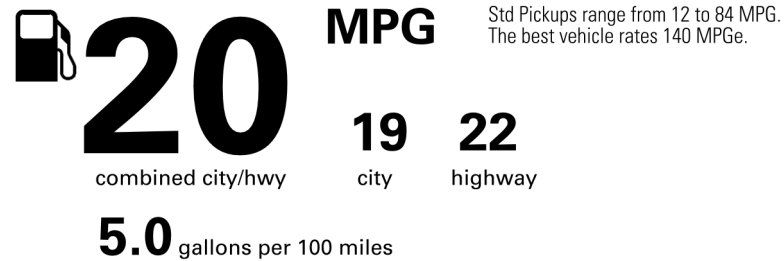 20
MPG
Std Pickups range from 12 to 84 MPG.
The best vehicle rates 140 MPGe.
19 22
combined city/hwy city highway
5.0 gallons per 100 miles